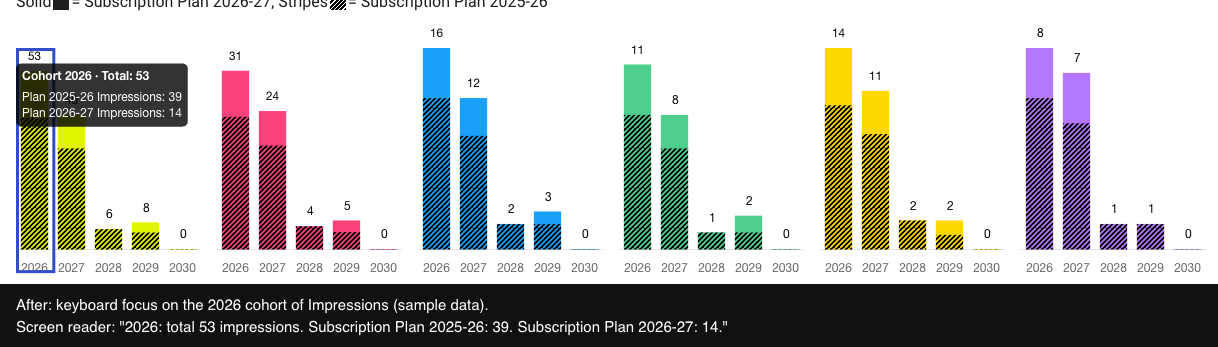 Solid = Subscription Plan 2026-27, Stripes = Subscription Plan 2025-26
53 31 24 4 5 0 16 12 2 3 0 11 8 1 2 0 14 11 2 2 0 8 7 1 1 0
Cohort 2026 · Total: 53
Plan 2025-26 Impressions: 39
Plan 2026-27 Impressions: 14
6 8 0
2026 2027 2028 2029 2030 2026 2027 2028 2029 2030 2026 2027 2028 2029 2030 2026 2027 2028 2029 2030 2026 2027 2028 2029 2030 2026 2027 2028 2029 2030
After: keyboard focus on the 2026 cohort of Impressions (sample data).
Screen reader: "2026: total 53 impressions. Subscription Plan 2025-26: 39. Subscription Plan 2026-27: 14."